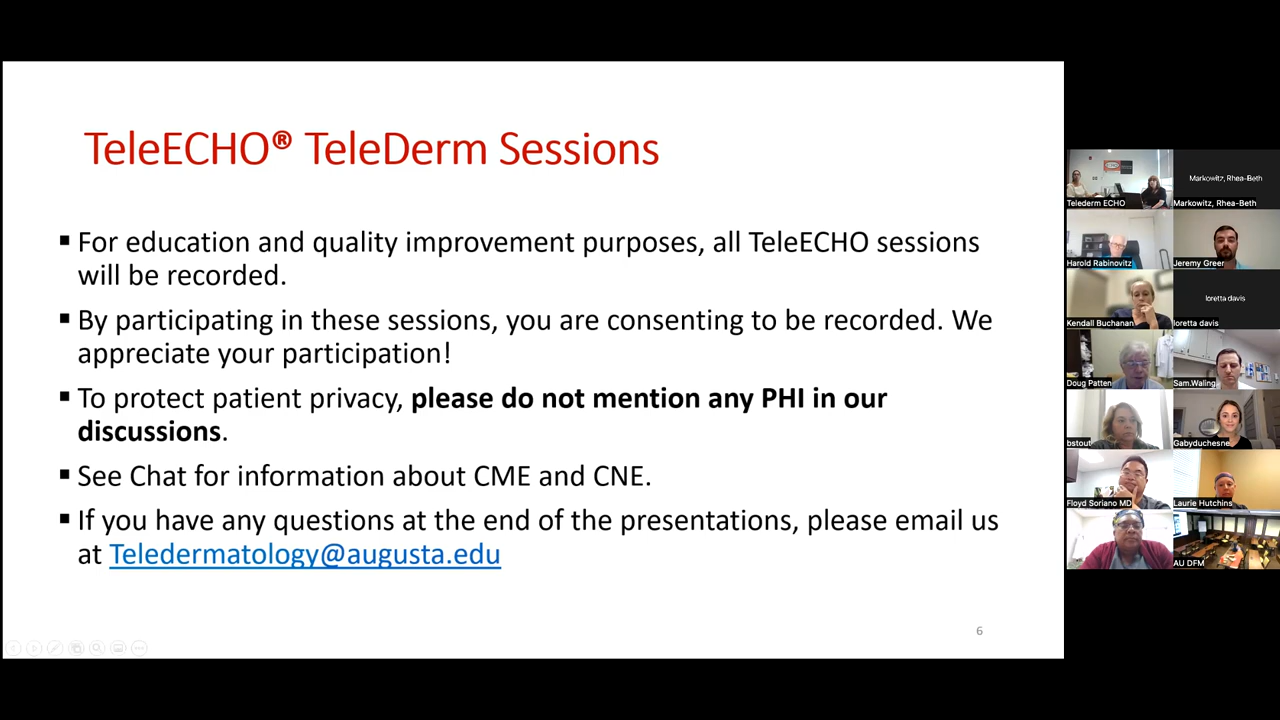 TeleECHO® TeleDerm Sessions
▪ For education and quality improvement purposes, all TeleECHO sessions
will be recorded.
▪ By participating in these sessions, you are consenting to be recorded. We
appreciate your participation!
▪ To protect patient privacy, please do not mention any PHI in our
discussions.
▪ See Chat for information about CME and CNE.
▪ If you have any questions at the end of the presentations, please email us
at Teledermatology@augusta.edu
6
Telederm ECHO
Markowitz, Rhea-Beth
Markowitz, Rhea-Beth
Harold Rabinovitz
Jeremy Greer
Kendall Buchanan
loretta davis
loretta davis
Doug Patten
Sam.Waling
bstout
Gabyduchesne
Floyd Soriano MD
Laurie Hutchins
AU DFM